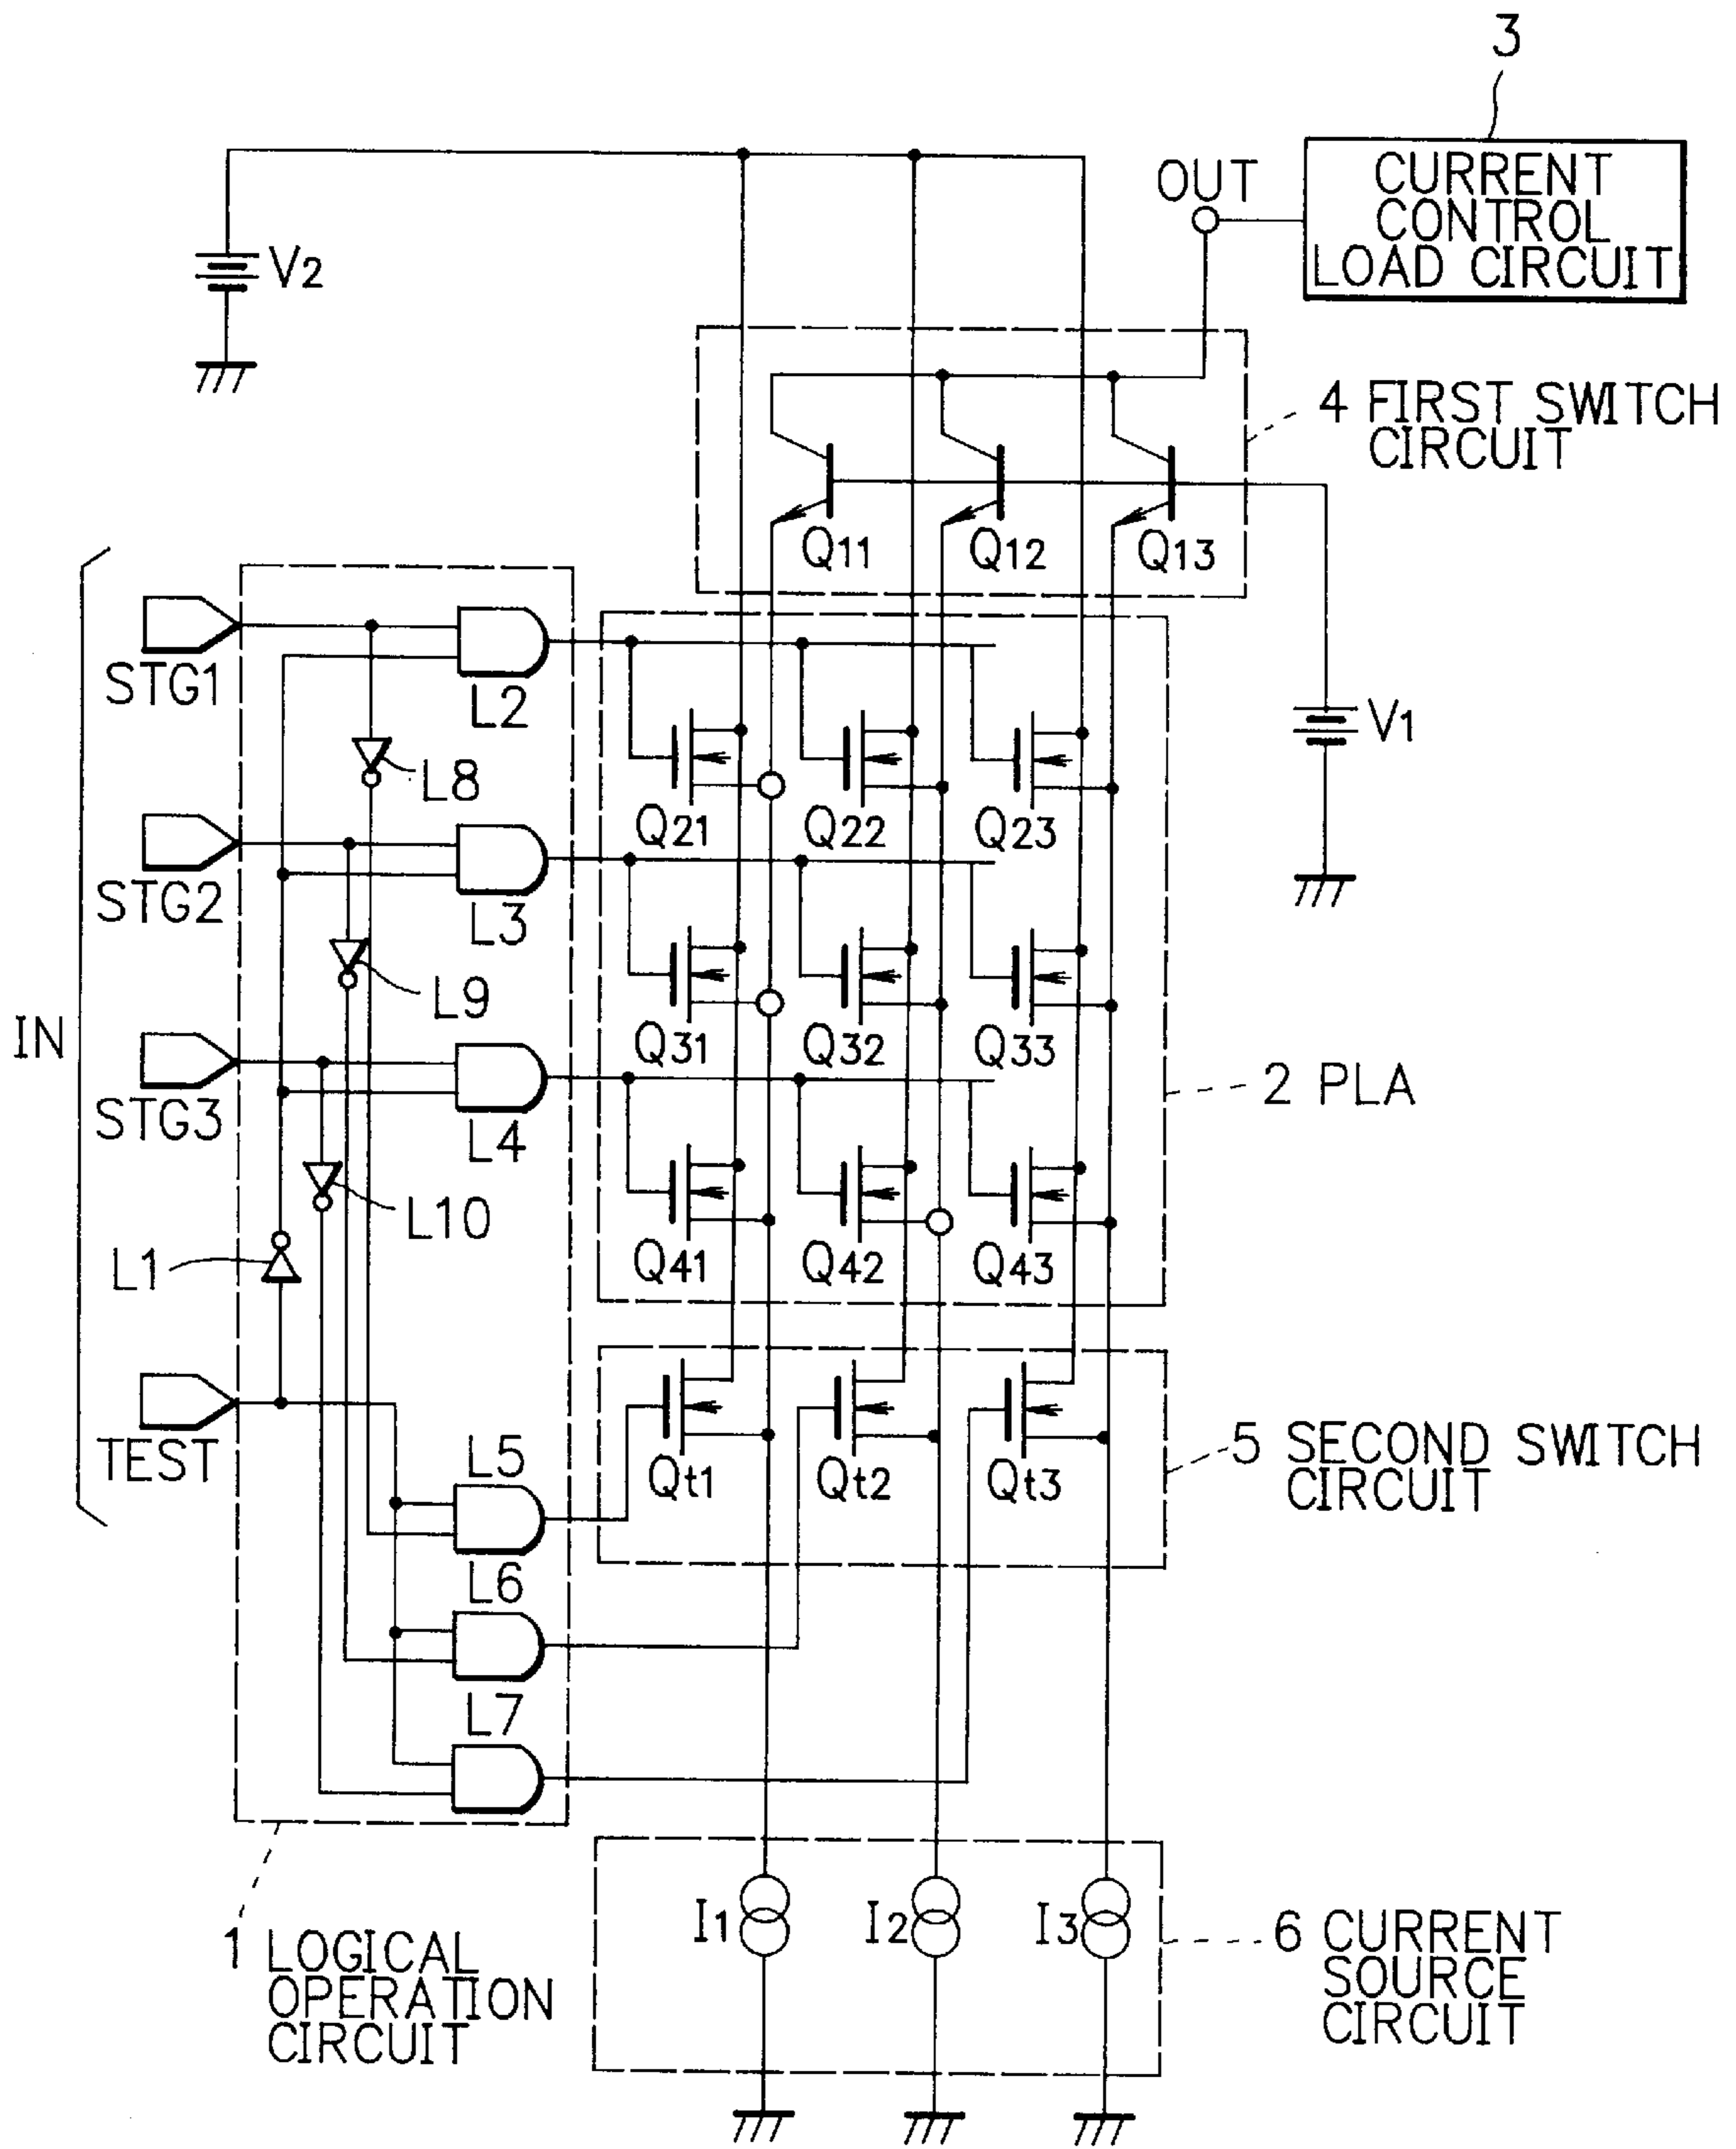 3
OUT
CURRENT
CONTROL
LOAD CIRCUIT
V2
4 FIRST SWITCH
CIRCUIT
Q11
Q12
Q13
IN
STG1
L2
V1
L8
Q21
Q22
Q23
STG2
L3
L9
Q31
Q32
Q33
STG3
L4
2 PLA
L10
L1
Q41
Q42
Q43
TEST
L5
Qt1
Qt2
Qt3
5 SECOND SWITCH
CIRCUIT
L6
L7
I1
I2
I3
1 LOGICAL
OPERATION
CIRCUIT
6 CURRENT
SOURCE
CIRCUIT